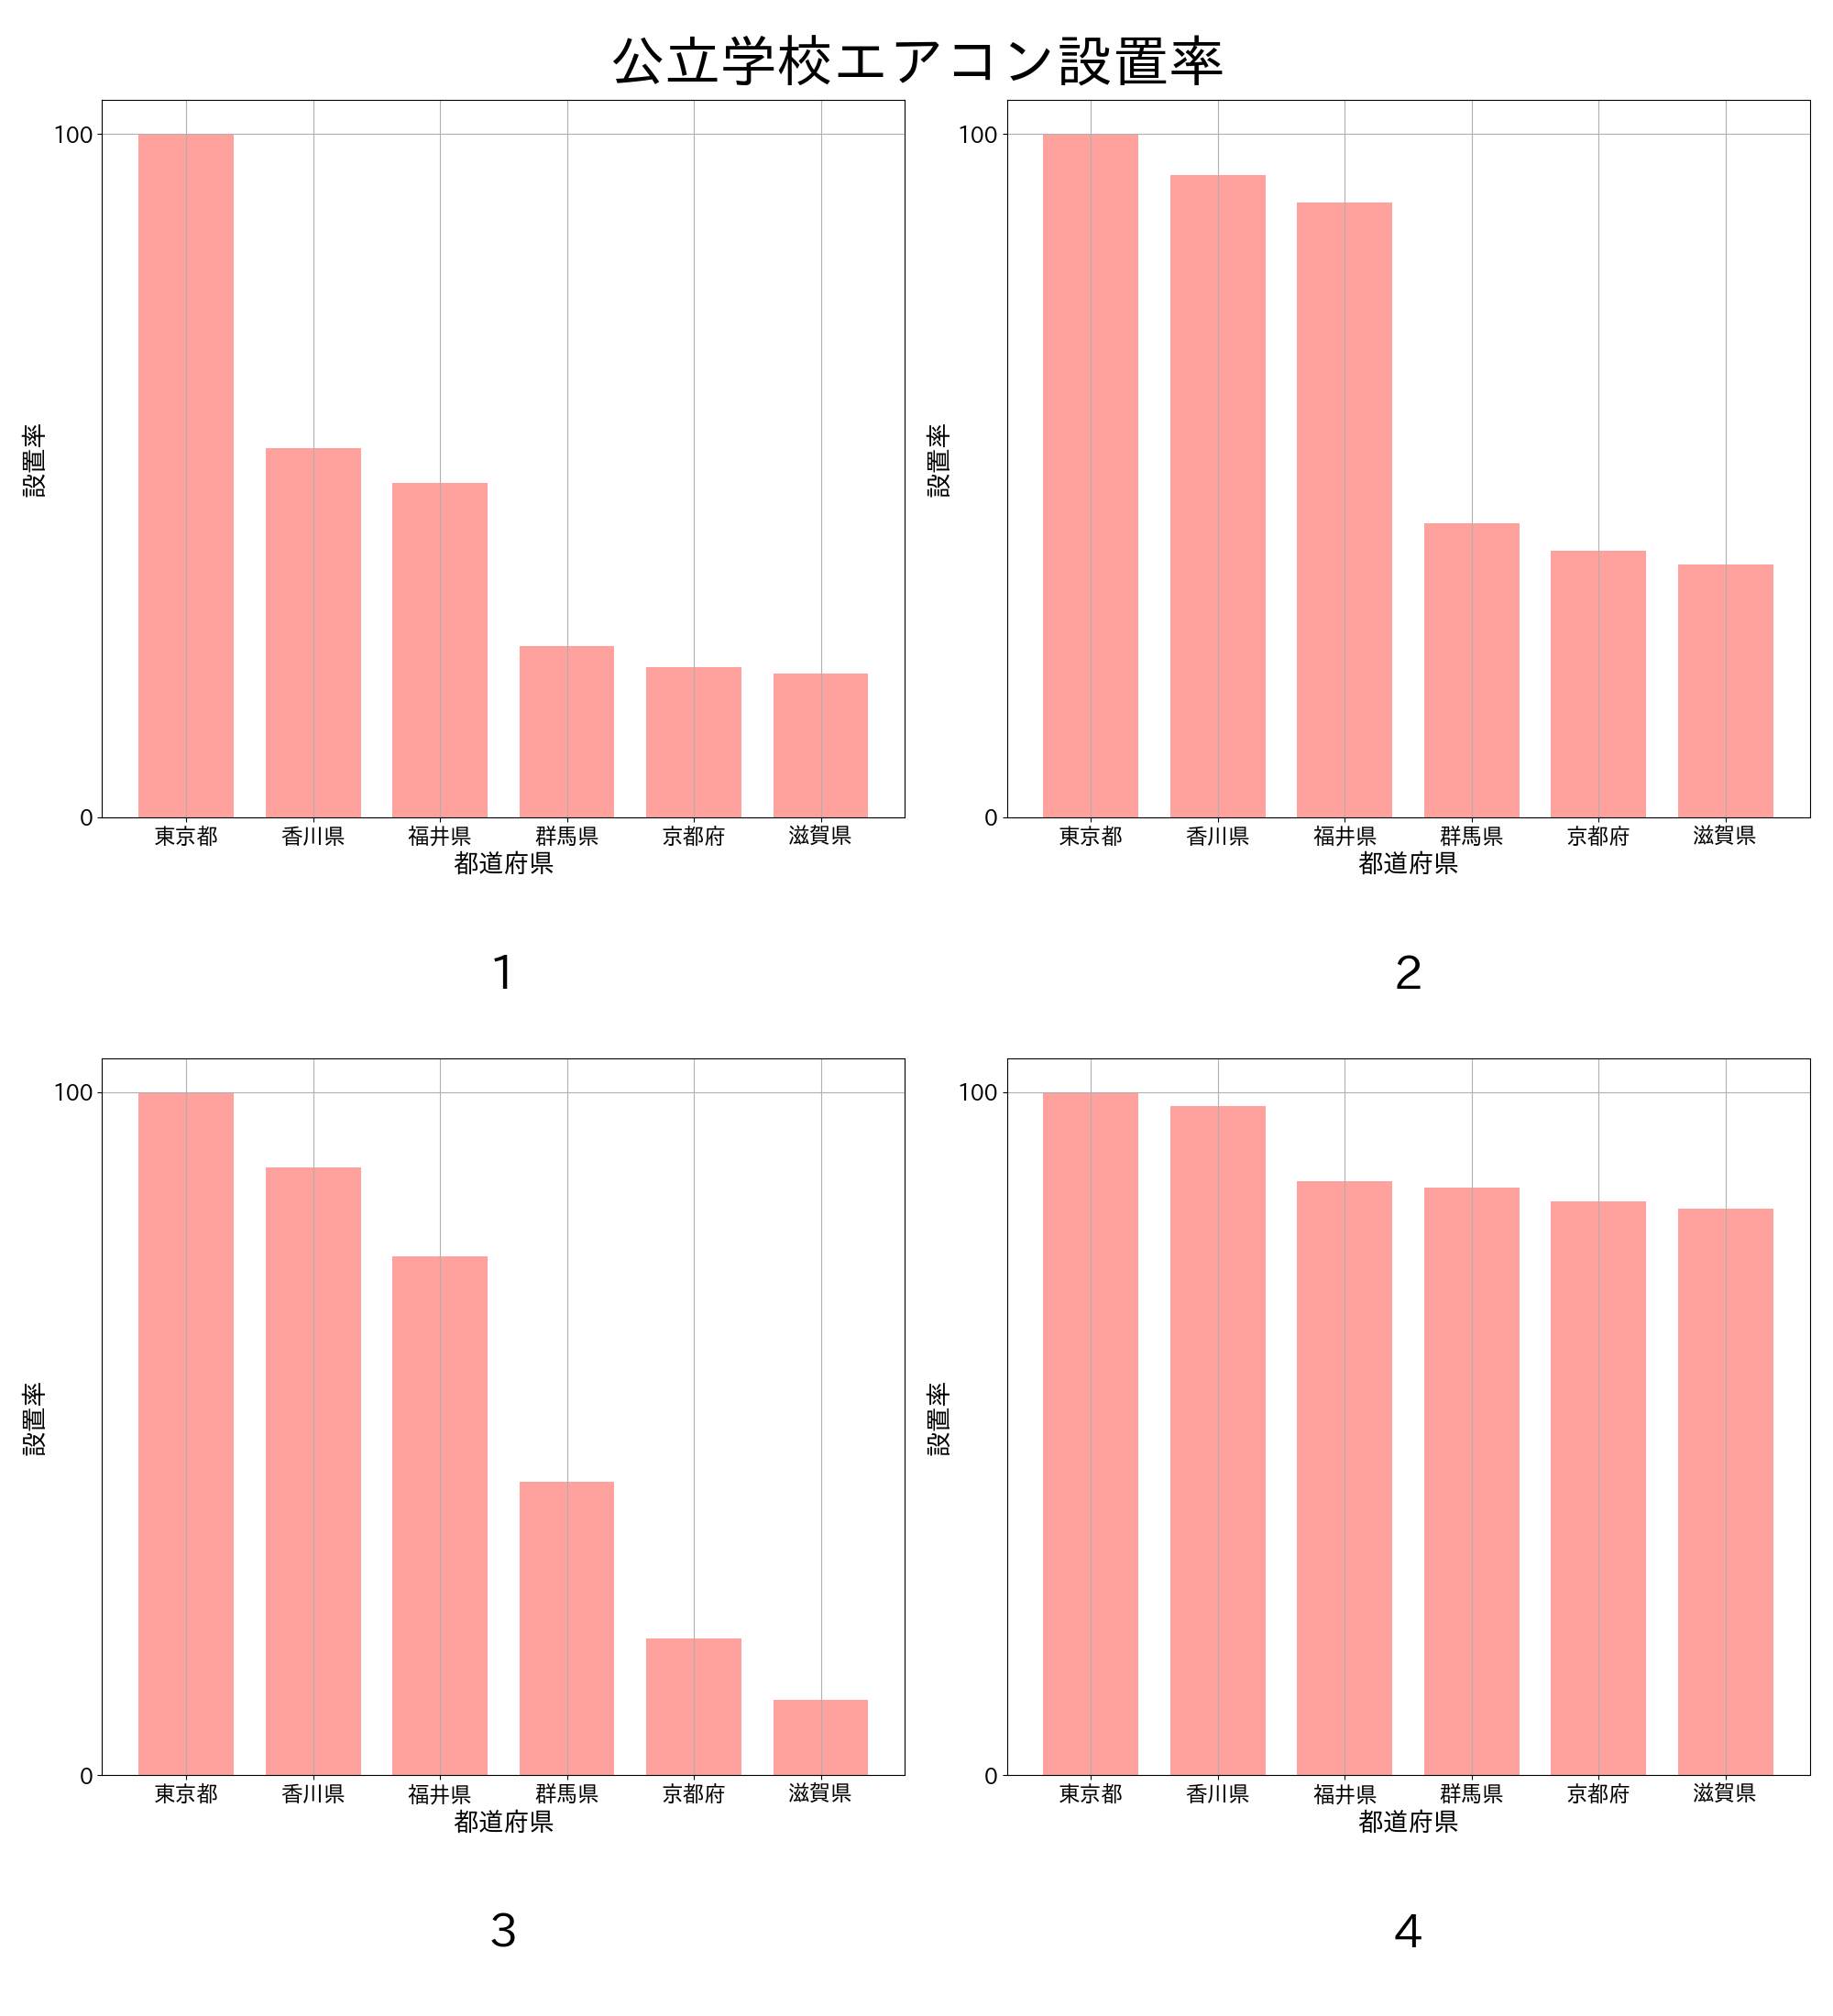 公立学校エアコン設置率
100
設置率
0
東京都 香川県 福井県 群馬県 京都府 滋賀県
都道府県
1
100
設置率
0
東京都 香川県 福井県 群馬県 京都府 滋賀県
都道府県
2
100
設置率
0
東京都 香川県 福井県 群馬県 京都府 滋賀県
都道府県
3
100
設置率
0
東京都 香川県 福井県 群馬県 京都府 滋賀県
都道府県
4